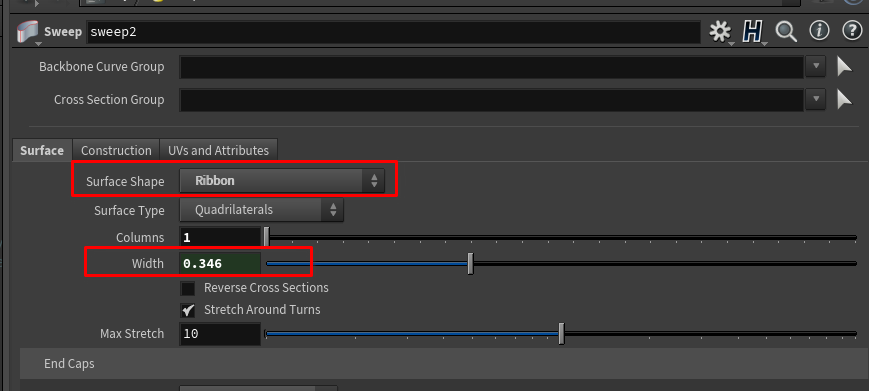 Sweep sweep2
Backbone Curve Group
Cross Section Group
Surface Construction UVs and Attributes
Surface Shape Ribbon
Surface Type Quadrilaterals
Columns 1
Width 0.346
Reverse Cross Sections
Stretch Around Turns
Max Stretch 10
End Caps